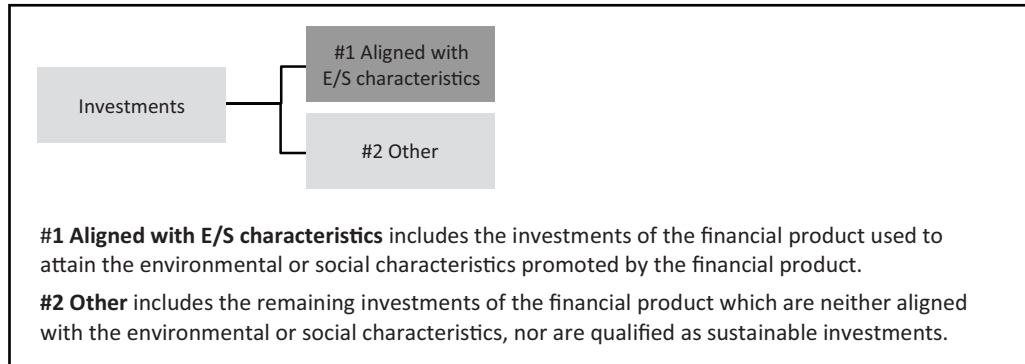 #1 Aligned with
E/S characteristics
Investments
#2 Other
#1 Aligned with E/S characteristics includes the investments of the financial product used to
attain the environmental or social characteristics promoted by the financial product.
#2 Other includes the remaining investments of the financial product which are neither aligned
with the environmental or social characteristics, nor are qualified as sustainable investments.